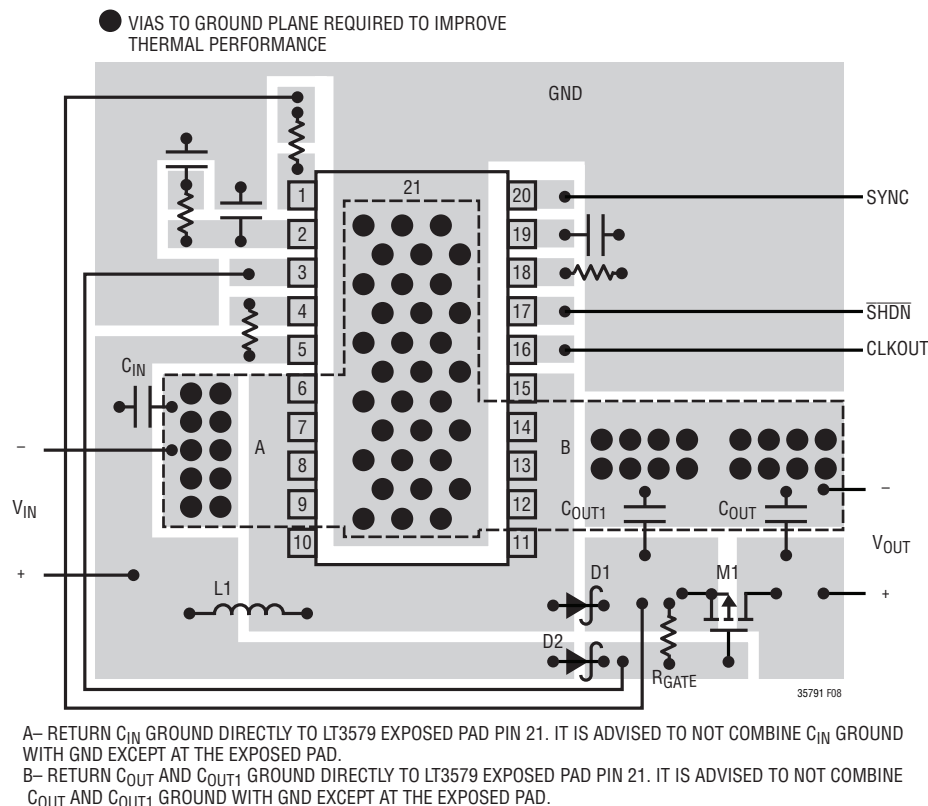 VIAS TO GROUND PLANE REQUIRED TO IMPROVE
THERMAL PERFORMANCE
GND
21
1
20
SYNC
2
19
3
18
4
17
SHDN
5
16
CLKOUT
CIN
6
15
7
14
A
B
8
13
9
12
10
11
–
VIN
+
COUT1
COUT
–
VOUT
+
L1
D1
M1
D2
RGATE
35791 F08
A– RETURN CIN GROUND DIRECTLY TO LT3579 EXPOSED PAD PIN 21. IT IS ADVISED TO NOT COMBINE CIN GROUND
WITH GND EXCEPT AT THE EXPOSED PAD.
B– RETURN COUT AND COUT1 GROUND DIRECTLY TO LT3579 EXPOSED PAD PIN 21. IT IS ADVISED TO NOT COMBINE
COUT AND COUT1 GROUND WITH GND EXCEPT AT THE EXPOSED PAD.